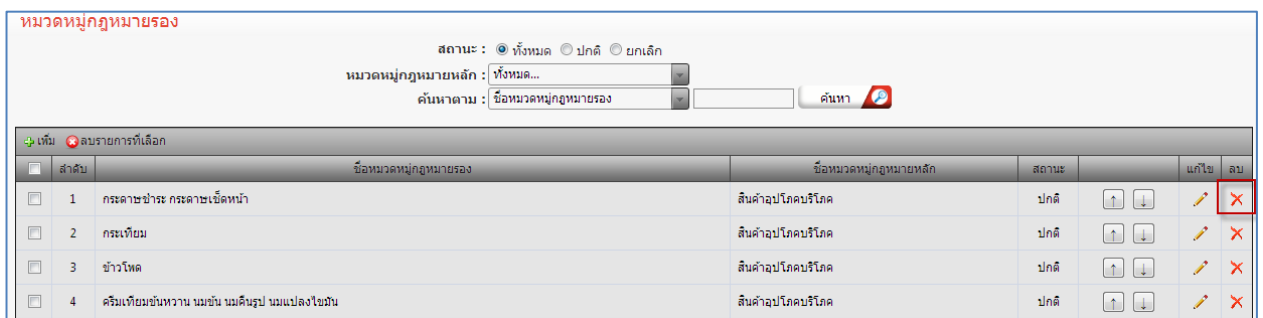 หมวดหมู่กฎหมายรอง
สถานะ : ทั้งหมด ปกติ ยกเลิก
หมวดหมู่กฎหมายหลัก : ทั้งหมด...
ค้นหาตาม : ชื่อหมวดหมู่กฎหมายรอง ค้นหา
เพิ่ม ลบรายการที่เลือก
ลำดับ ชื่อหมวดหมู่กฎหมายรอง ชื่อหมวดหมู่กฎหมายหลัก สถานะ แก้ไข ลบ
1 กระดาษชำระ กระดาษเช็ดหน้า สินค้าอุปโภคบริโภค ปกติ
2 กระเทียม สินค้าอุปโภคบริโภค ปกติ
3 ข้าวโพด สินค้าอุปโภคบริโภค ปกติ
4 ครีมเทียมข้นหวาน นมข้น นมคืนรูป นมแปลงไขมัน สินค้าอุปโภคบริโภค ปกติ